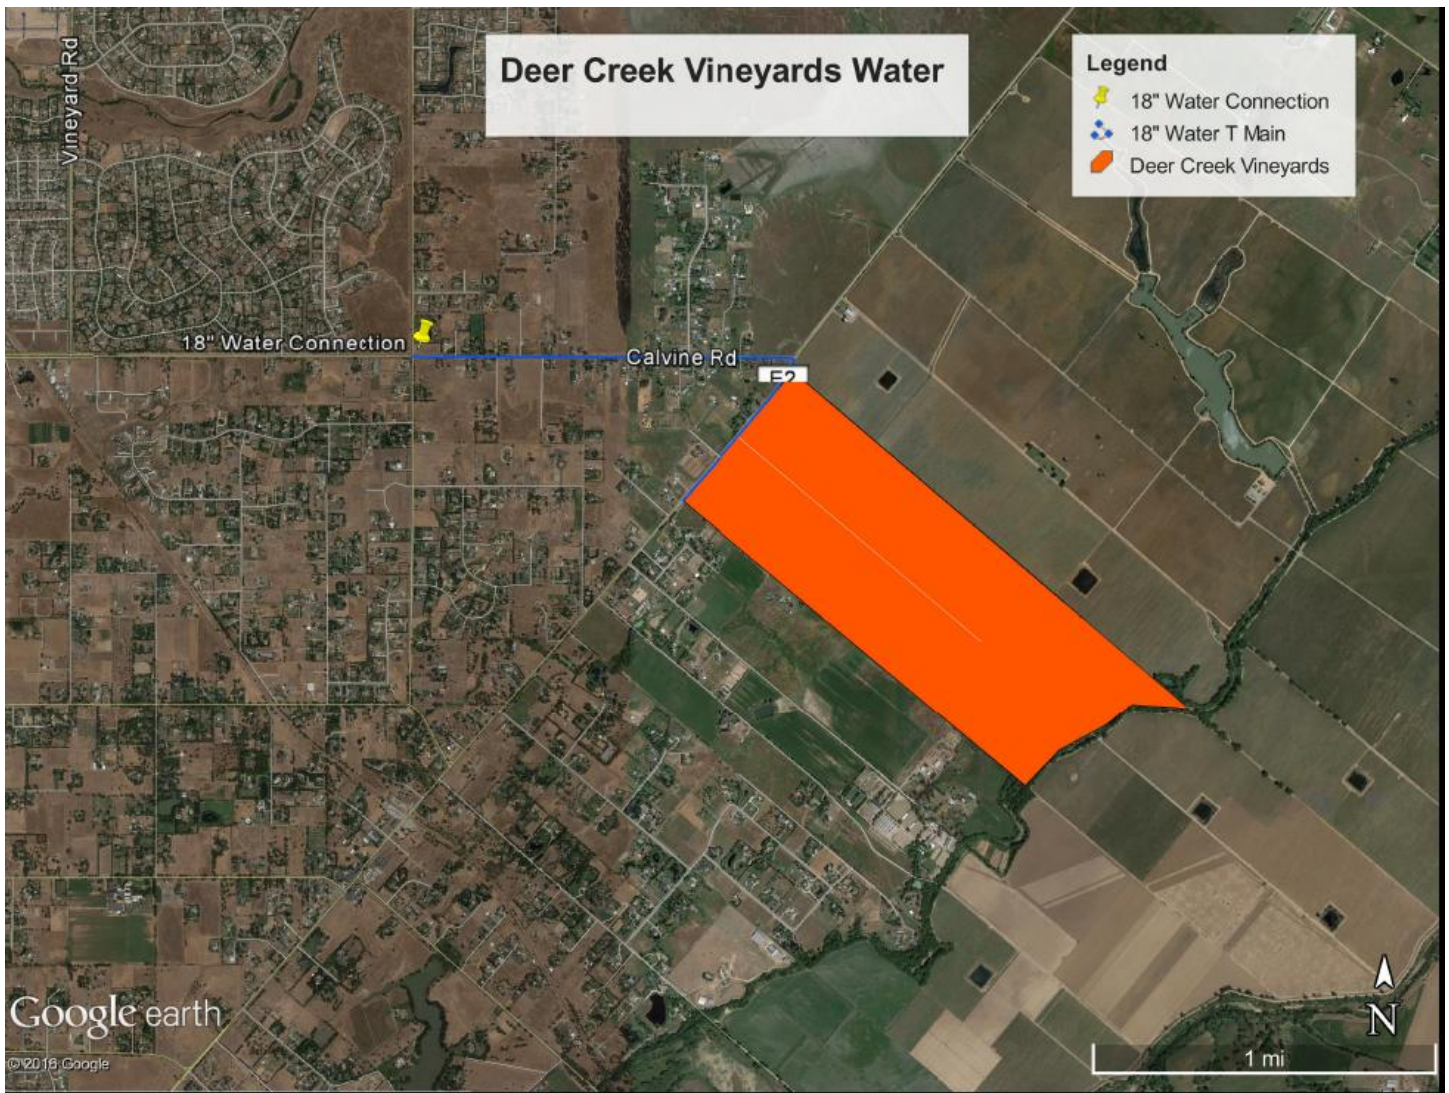 Deer Creek Vineyards Water
Legend
18" Water Connection
18" Water T Main
Deer Creek Vineyards
Vineyard Rd
18" Water Connection
Calvine Rd
E2
Google earth
©2016 Google
N
1 mi